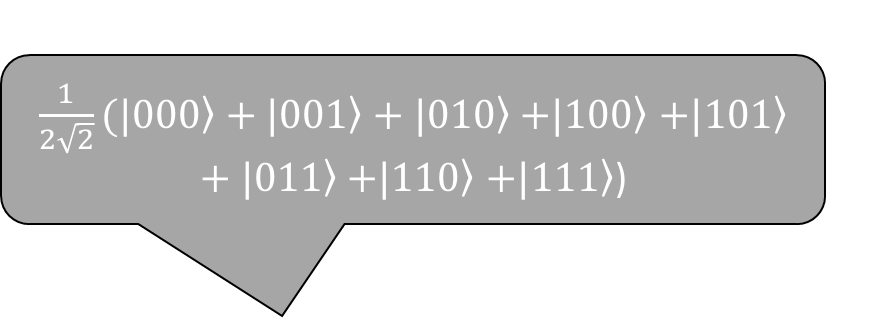 1/(2√2) (|000⟩ + |001⟩ + |010⟩ +|100⟩ +|101⟩
+ |011⟩ +|110⟩ +|111⟩)